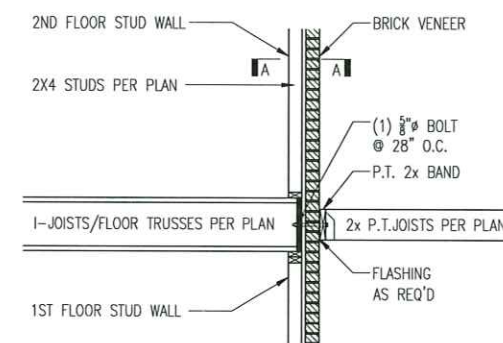 2ND FLOOR STUD WALL
BRICK VENEER
A
A
2X4 STUDS PER PLAN
(1) 5/8"ø BOLT
@ 28" O.C.
P.T. 2x BAND
I-JOISTS/FLOOR TRUSSES PER PLAN
2x P.T.JOISTS PER PLAN
FLASHING
AS REQ'D
1ST FLOOR STUD WALL